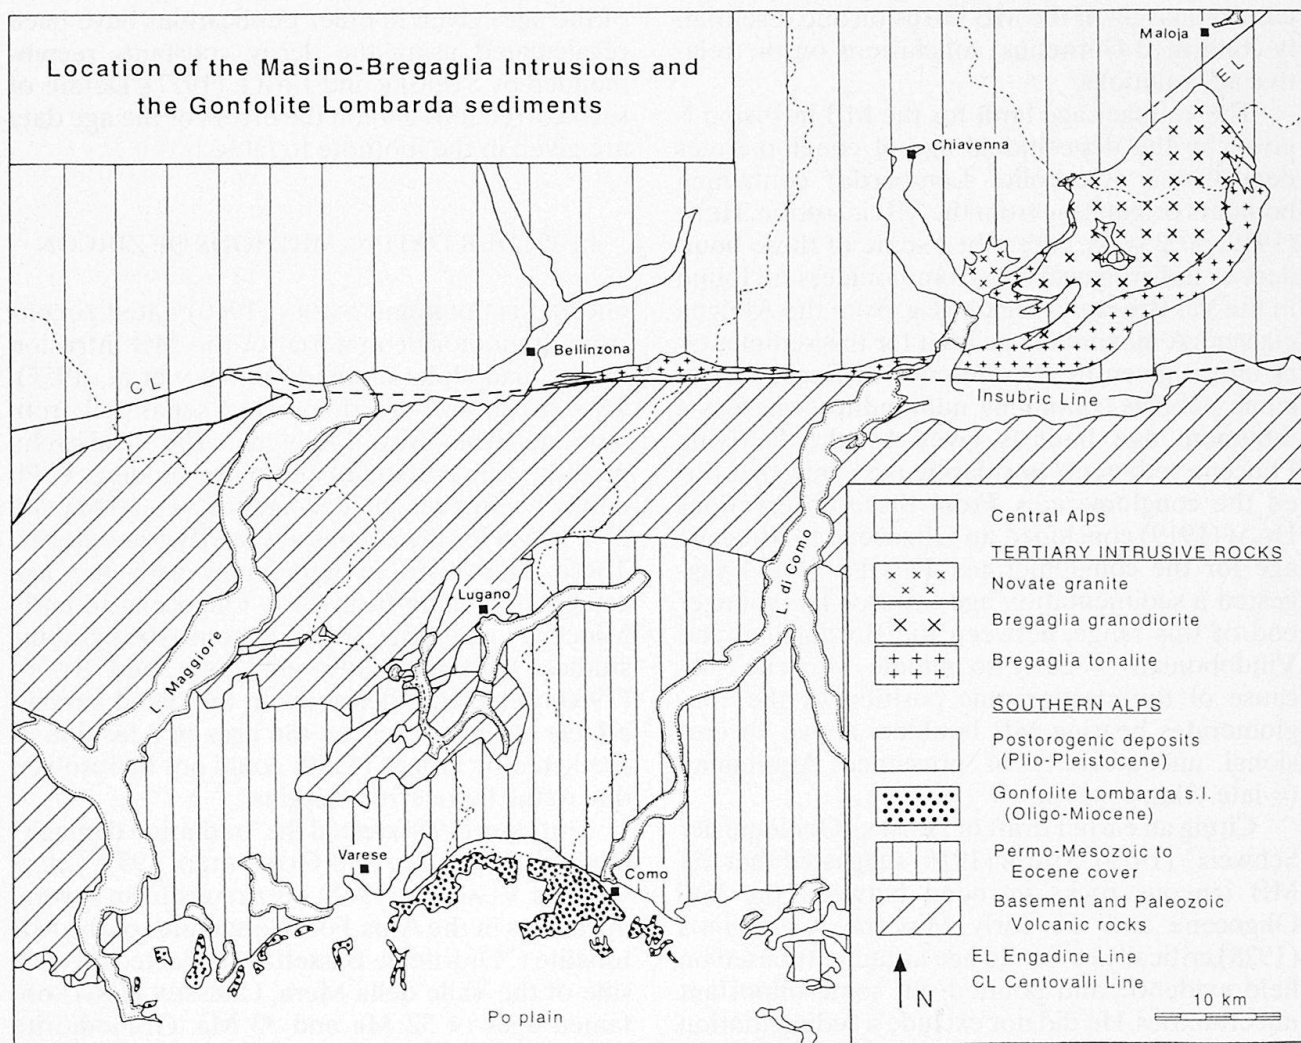 Location of the Masino-Bregaglia Intrusions and
the Gonfolite Lombarda sediments
Maloja
EL
Chiavenna
Bellinzona
CL
Insubric Line
L. di Como
Lugano
Maggiore
Varese
Como
Po plain
Central Alps
TERTIARY INTRUSIVE ROCKS
Novate granite
Bregaglia granodiorite
Bregaglia tonalite
SOUTHERN ALPS
Postorogenic deposits
(Plio-Pleistocene)
Gonfolite Lombarda s.l.
(Oligo-Miocene)
Permo-Mesozoic to
Eocene cover
Basement and Paleozoic
Volcanic rocks
EL Engadine Line
CL Centovalli Line
N
10 km